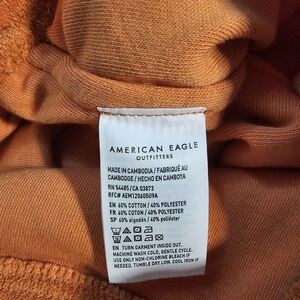 AMERICAN EAGLE
OUTFITTERS
MADE IN CAMBODIA / FABRIQUÉ AU
CAMBODGE / HECHO EN CAMBOYA
RN 54485/CA 03873
RFC# AEM120605U9A
EN 60% COTTON / 40% POLYESTER
FR 60% COTON / 40% POLYESTER
SP 60% algodón / 40% poliéster
EN TURN GARMENT INSIDE OUT.
MACHINE WASH COLD, GENTLE CYCLE.
USE ONLY NON-CHLORINE BLEACH IF
NEEDED. TUMBLE DRY LOW. COOL IRON IF